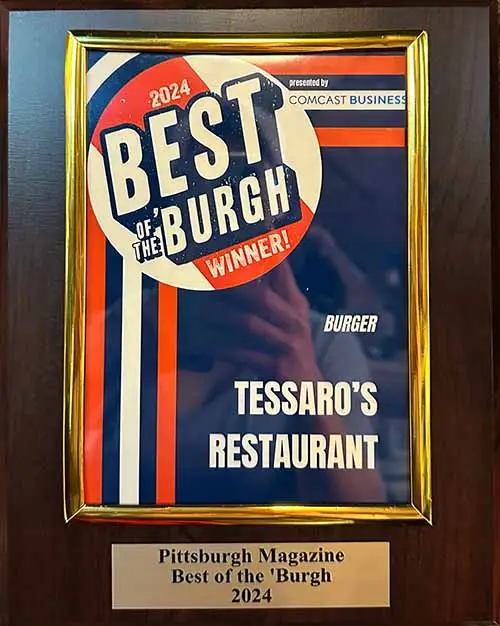 2024
BEST
OF
THE 'BURGH
WINNER!
presented by
COMCAST BUSINESS
BURGER
TESSARO'S
RESTAURANT
Pittsburgh Magazine
Best of the 'Burgh
2024